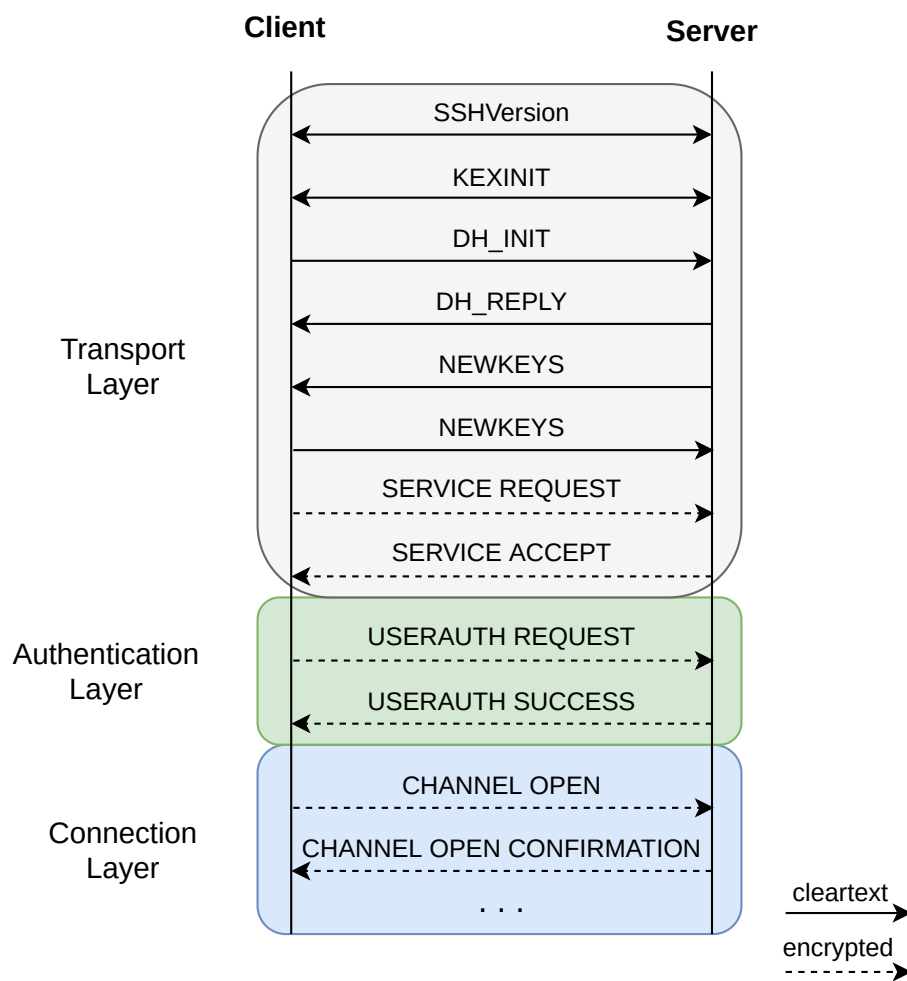 Client
Server
SSHVersion
KEXINIT
DH_INIT
DH_REPLY
Transport
Layer
NEWKEYS
NEWKEYS
SERVICE REQUEST
SERVICE ACCEPT
Authentication
Layer
USERAUTH REQUEST
USERAUTH SUCCESS
Connection
Layer
CHANNEL OPEN
CHANNEL OPEN CONFIRMATION
. . .
cleartext
encrypted